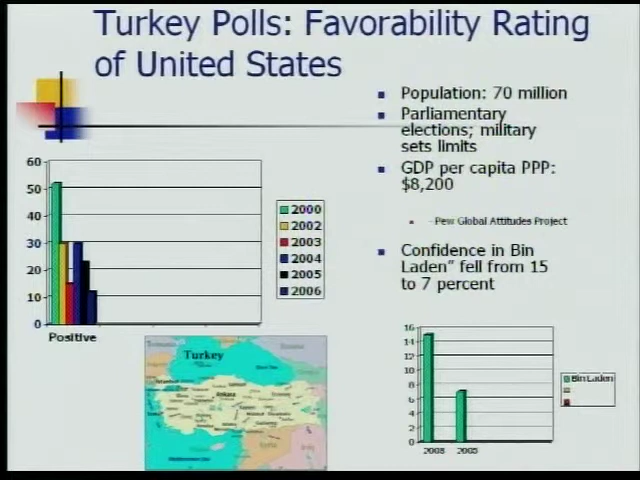 Turkey Polls: Favorability Rating
of United States
Population: 70 million
Parliamentary
elections; military
sets limits
GDP per capita PPP:
$8,200
- Pew Global Attitudes Project
Confidence in Bin
Laden" fell from 15
to 7 percent
60
50
40
30
20
10
0
Positive
2000
2002
2003
2004
2005
2006
Turkey
Ankara
16
14
12
10
8
6
4
2
0
2005
Bin Laden